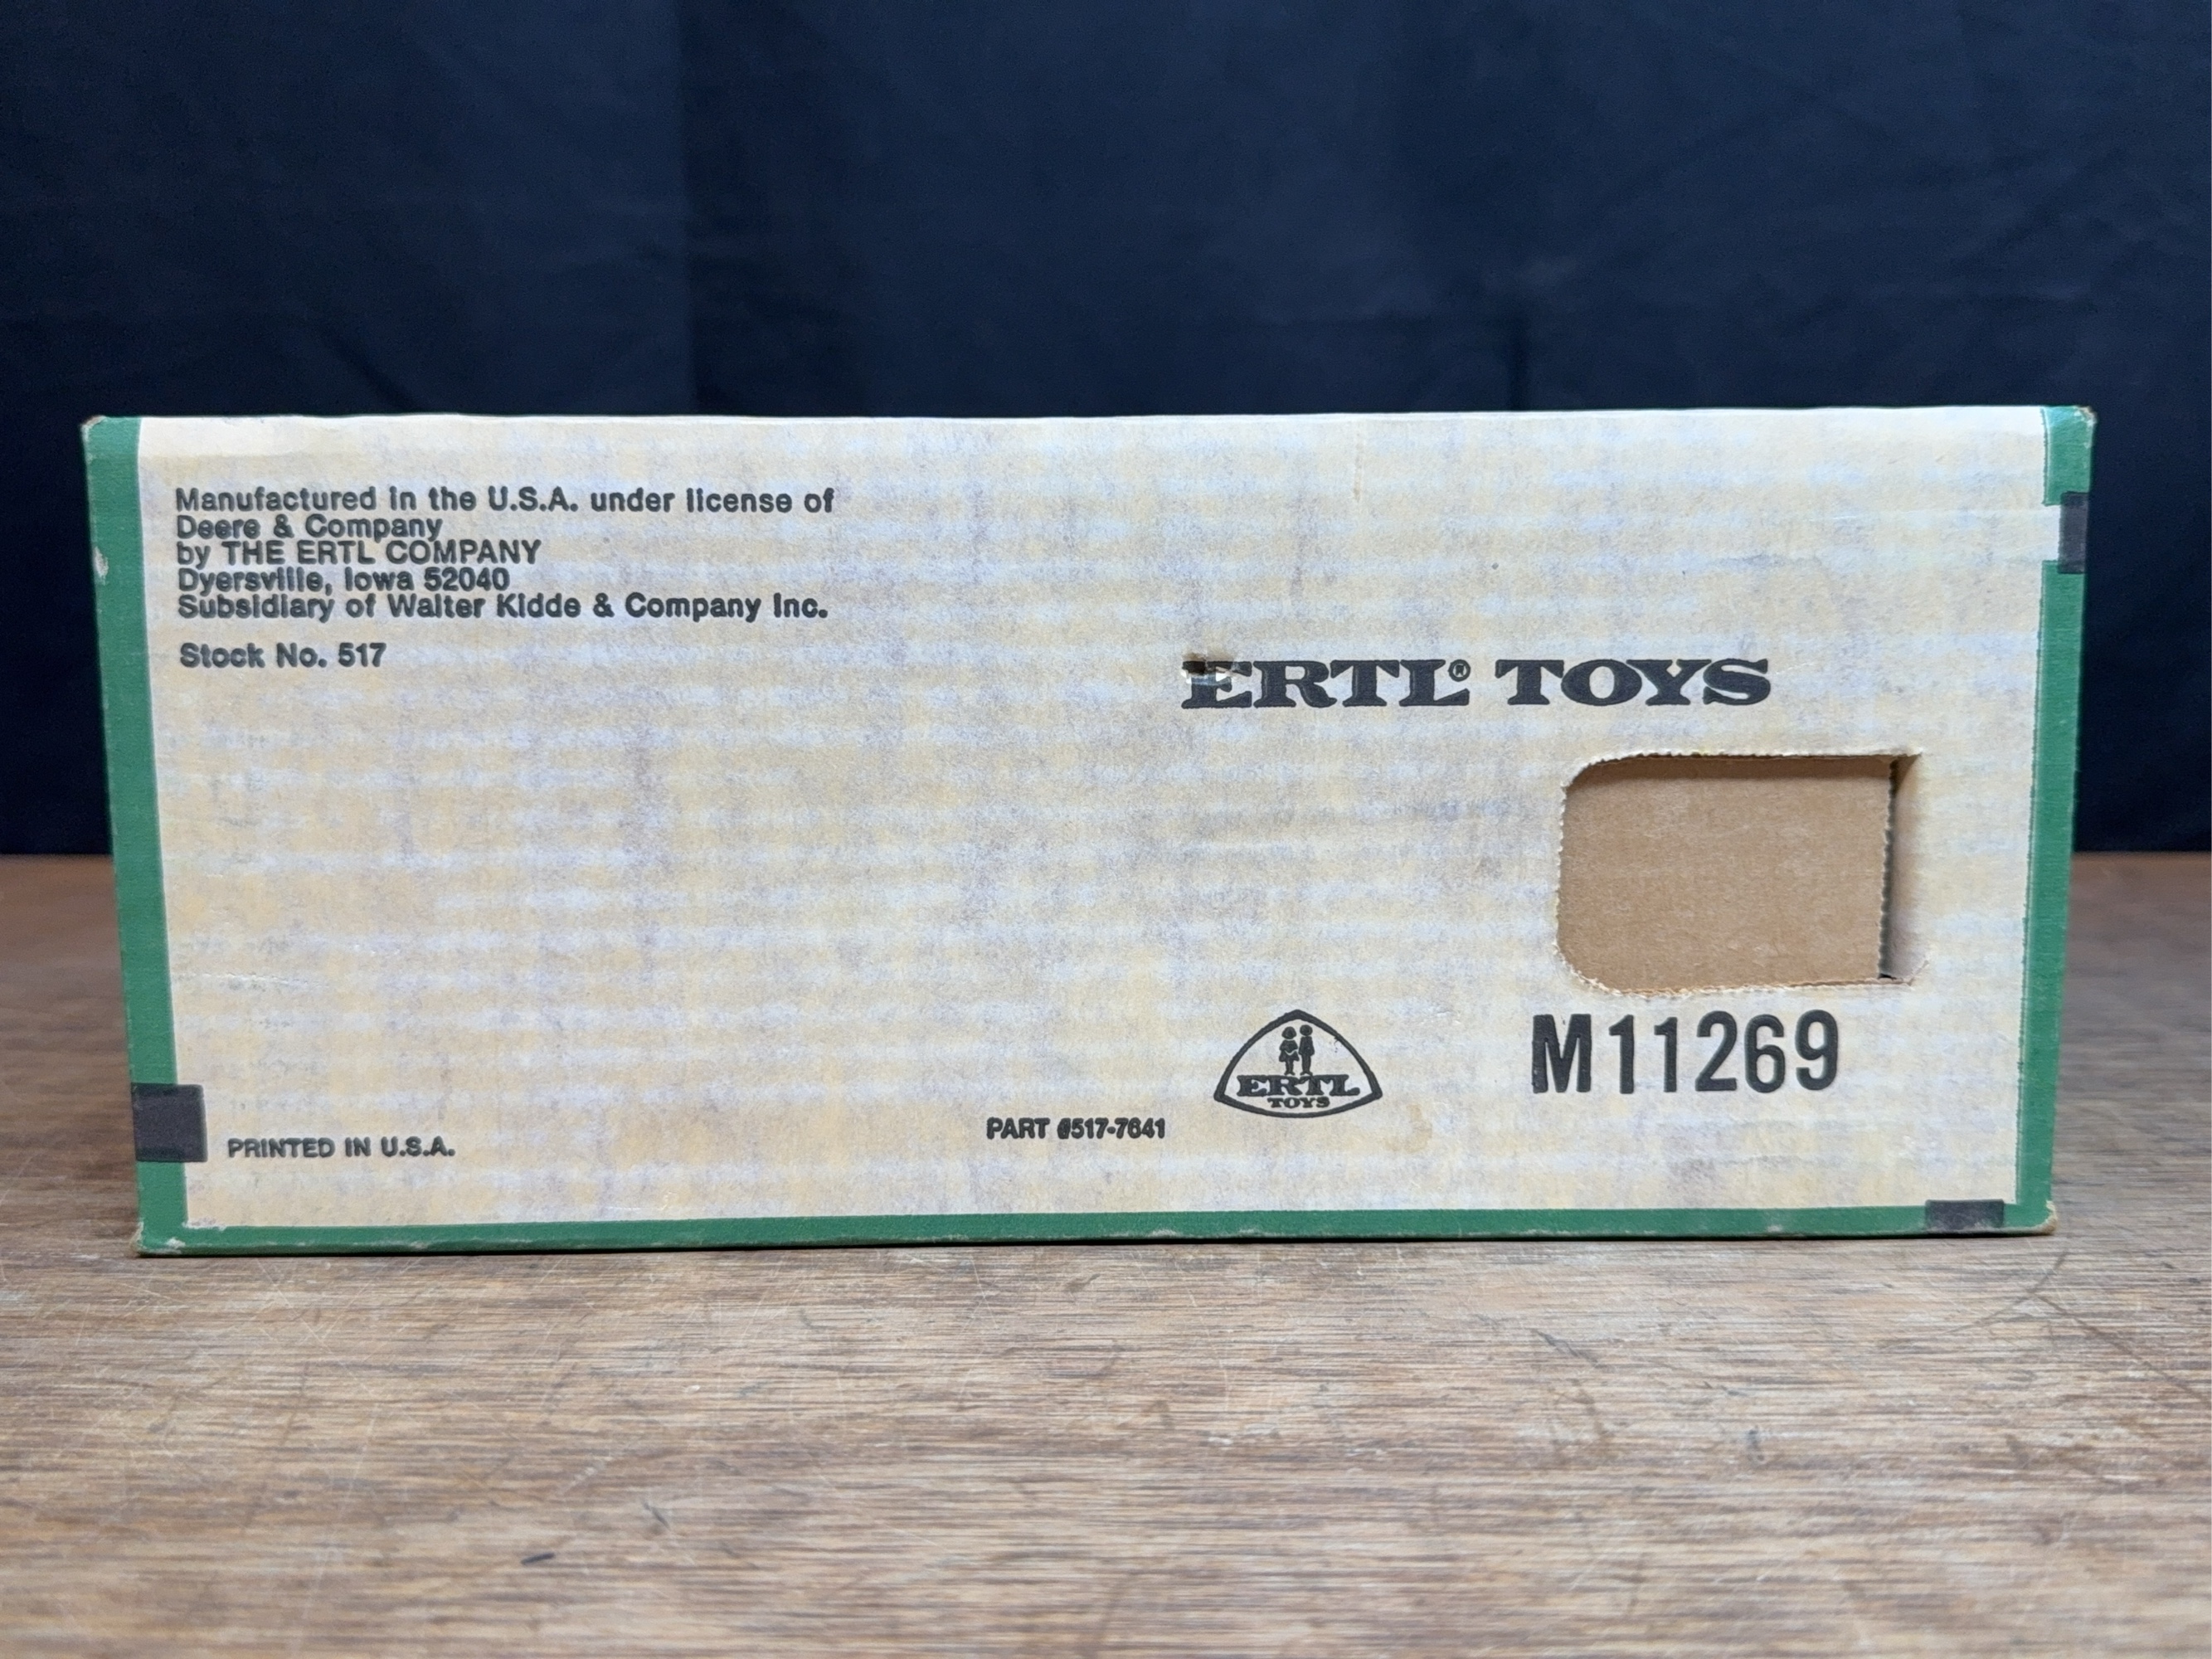 Manufactured in the U.S.A. under license of
Deere & Company
by THE ERTL COMPANY
Dyersville, Iowa 52040
Subsidiary of Walter Kidde & Company Inc.
Stock No. 517
ERTL® TOYS
M11269
ERTL
TOYS
PART #517-7641
PRINTED IN U.S.A.